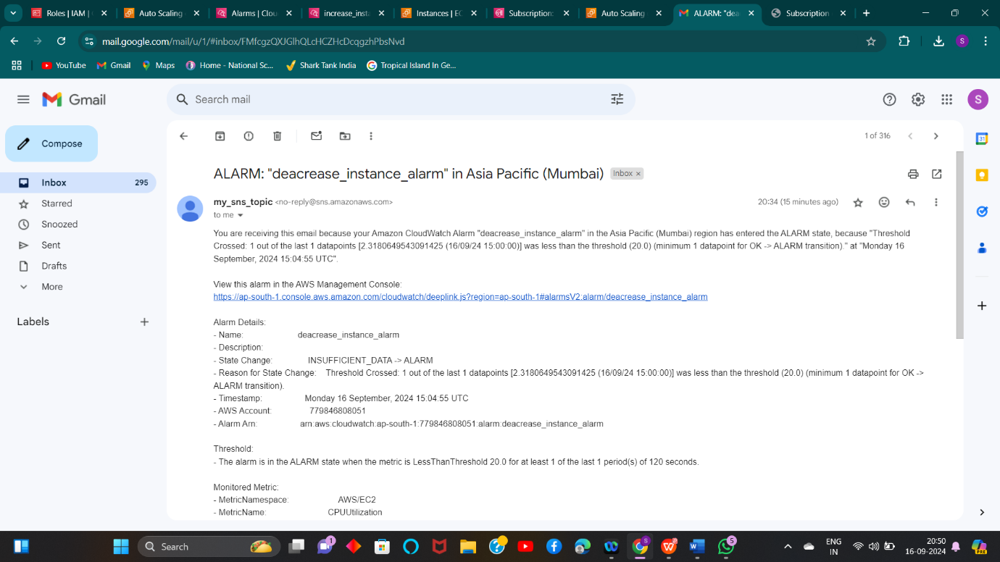 Roles | IAM |
Auto Scaling
Alarms | Clou
increase_inst
Instances | EC
Subscription:
Auto Scaling
ALARM: "dea
Subscription
mail.google.com/mail/u/1/#inbox/FMfcgzQXJGlhQLcHCZHcDcqgzhPbsNvd
S
YouTube
Gmail
Maps
Home - National Sc...
Shark Tank India
Tropical Island In Ge...
Gmail
Search mail
S
Compose
1 of 316
Inbox 295
Starred
Snoozed
Sent
Drafts
More
Labels
ALARM: "deacrease_instance_alarm" in Asia Pacific (Mumbai) Inbox x
my_sns_topic <no-reply@sns.amazonaws.com> 20:34 (15 minutes ago)
to me
You are receiving this email because your Amazon CloudWatch Alarm "deacrease_instance_alarm" in the Asia Pacific (Mumbai) region has entered the ALARM state, because "Threshold
Crossed: 1 out of the last 1 datapoints [2.3180649543091425 (16/09/24 15:00:00)] was less than the threshold (20.0) (minimum 1 datapoint for OK -> ALARM transition)." at "Monday 16
September, 2024 15:04:55 UTC".
View this alarm in the AWS Management Console:
https://ap-south-1.console.aws.amazon.com/cloudwatch/deeplink.js?region=ap-south-1#alarmsV2:alarm/deacrease_instance_alarm
Alarm Details:
- Name: deacrease_instance_alarm
- Description:
- State Change: INSUFFICIENT_DATA -> ALARM
- Reason for State Change: Threshold Crossed: 1 out of the last 1 datapoints [2.3180649543091425 (16/09/24 15:00:00)] was less than the threshold (20.0) (minimum 1 datapoint for OK ->
ALARM transition).
- Timestamp: Monday 16 September, 2024 15:04:55 UTC
- AWS Account: 779846808051
- Alarm Arn: arn:aws:cloudwatch:ap-south-1:779846808051:alarm:deacrease_instance_alarm
Threshold:
- The alarm is in the ALARM state when the metric is LessThanThreshold 20.0 for at least 1 of the last 1 period(s) of 120 seconds.
Monitored Metric:
- MetricNamespace: AWS/EC2
- MetricName: CPUUtilization
31
Search
1
5
ENG
IN
20:50
16-09-2024
PRE